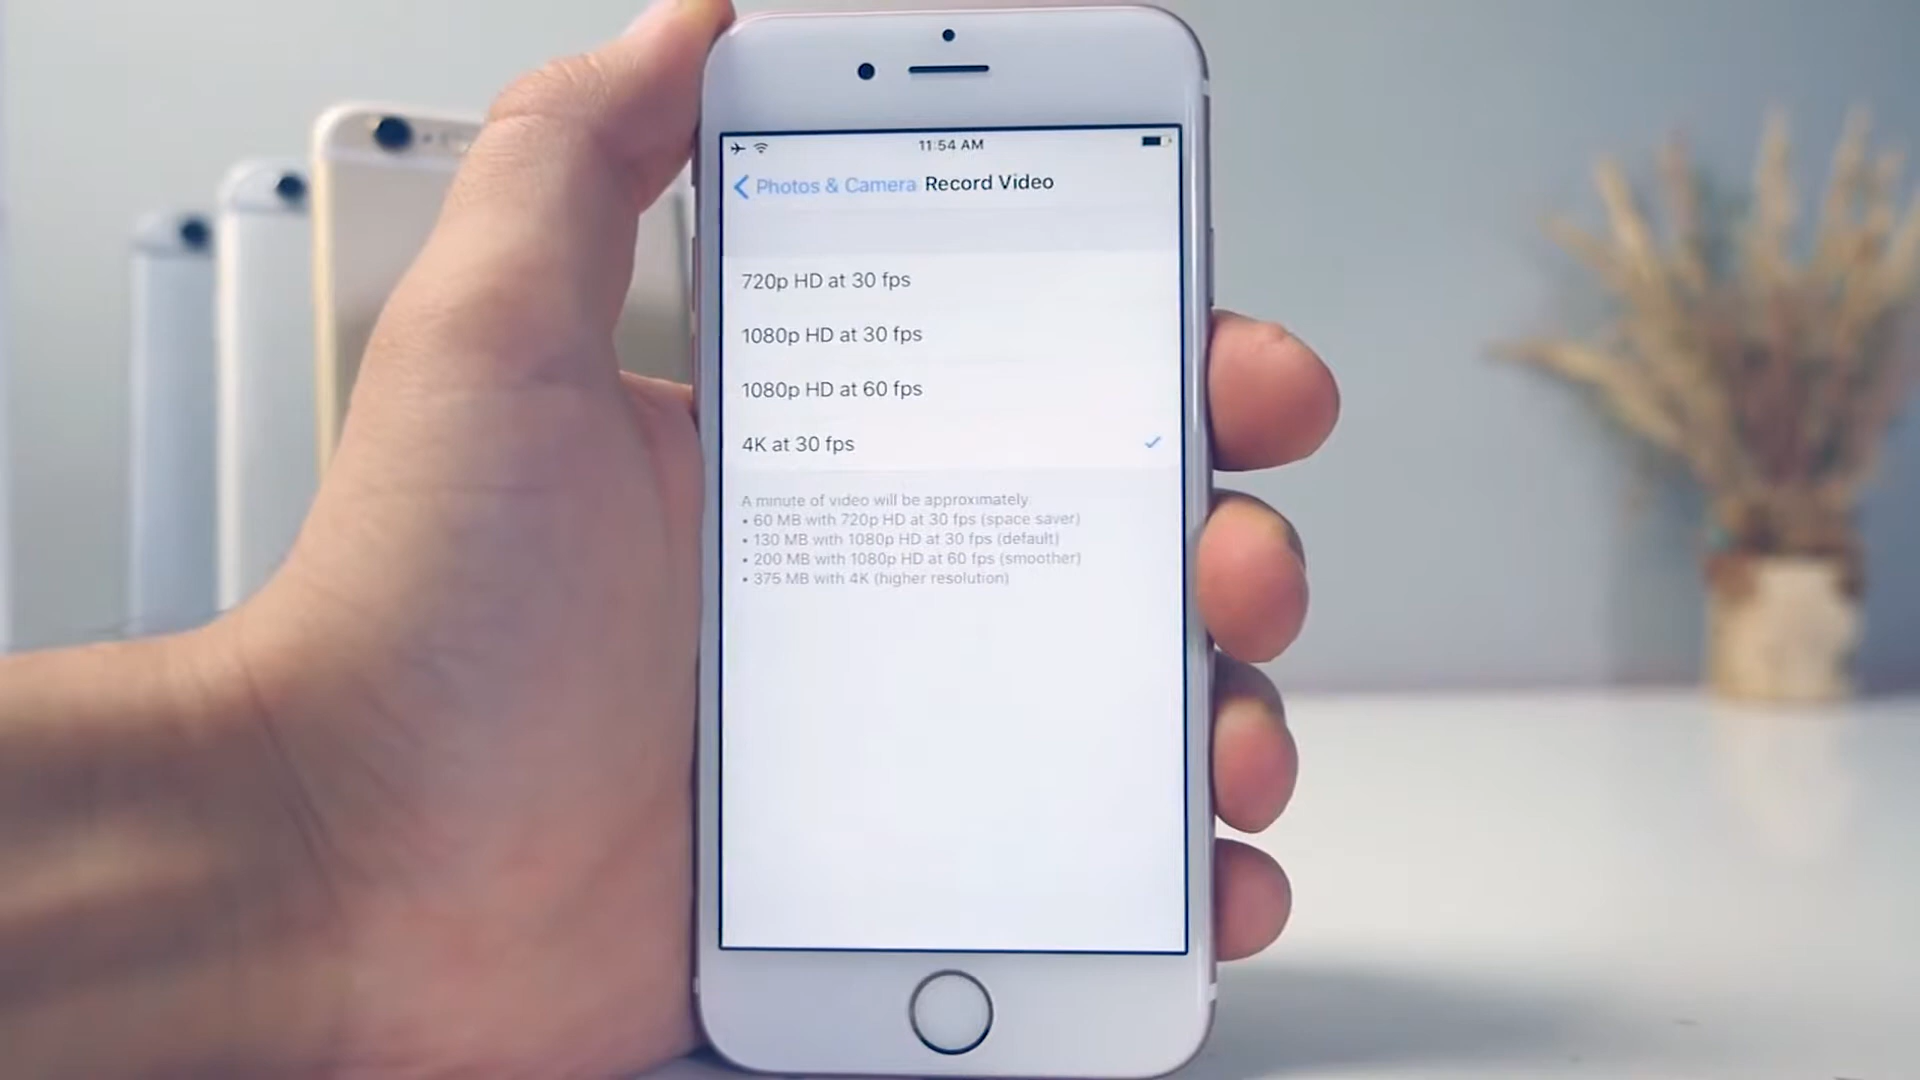 11:54 AM
Photos & Camera Record Video
720p HD at 30 fps
1080p HD at 30 fps
1080p HD at 60 fps
4K at 30 fps
A minute of video will be approximately
• 60 MB with 720p HD at 30 fps (space saver)
• 130 MB with 1080p HD at 30 fps (default)
• 200 MB with 1080p HD at 60 fps (smoother)
• 375 MB with 4K (higher resolution)